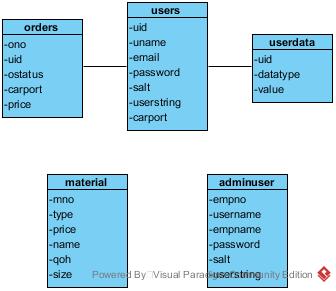 orders
-ono
-uid
-ostatus
-carport
-price
users
-uid
-uname
-email
-password
-salt
-userstring
-carport
userdata
-uid
-datatype
-value
material
-mno
-type
-price
-name
-qoh
-size
adminuser
-empno
-username
-empname
-password
-salt
-userstring
Powered By Visual Paradigm Community Edition